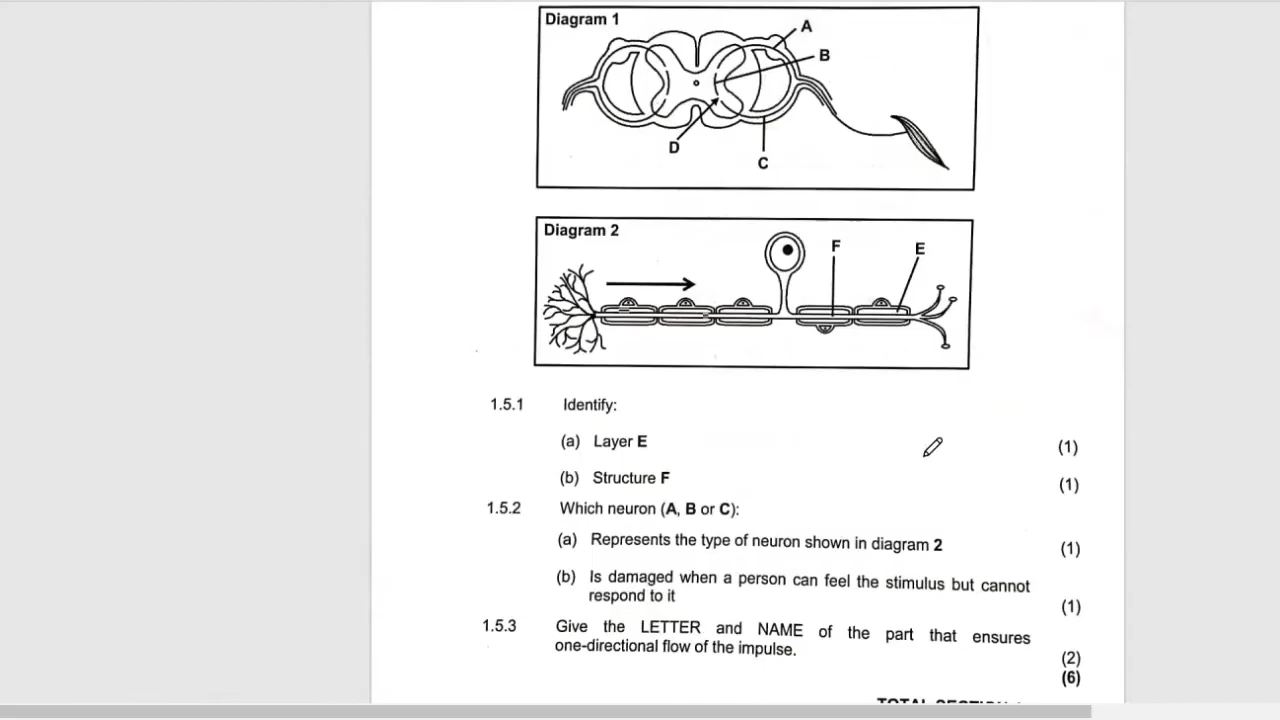 Diagram 1
A
B
D
C
Diagram 2
F
E
1.5.1 Identify:
(a) Layer E (1)
(b) Structure F (1)
1.5.2 Which neuron (A, B or C):
(a) Represents the type of neuron shown in diagram 2 (1)
(b) Is damaged when a person can feel the stimulus but cannot
respond to it (1)
1.5.3 Give the LETTER and NAME of the part that ensures
one-directional flow of the impulse. (2)
(6)